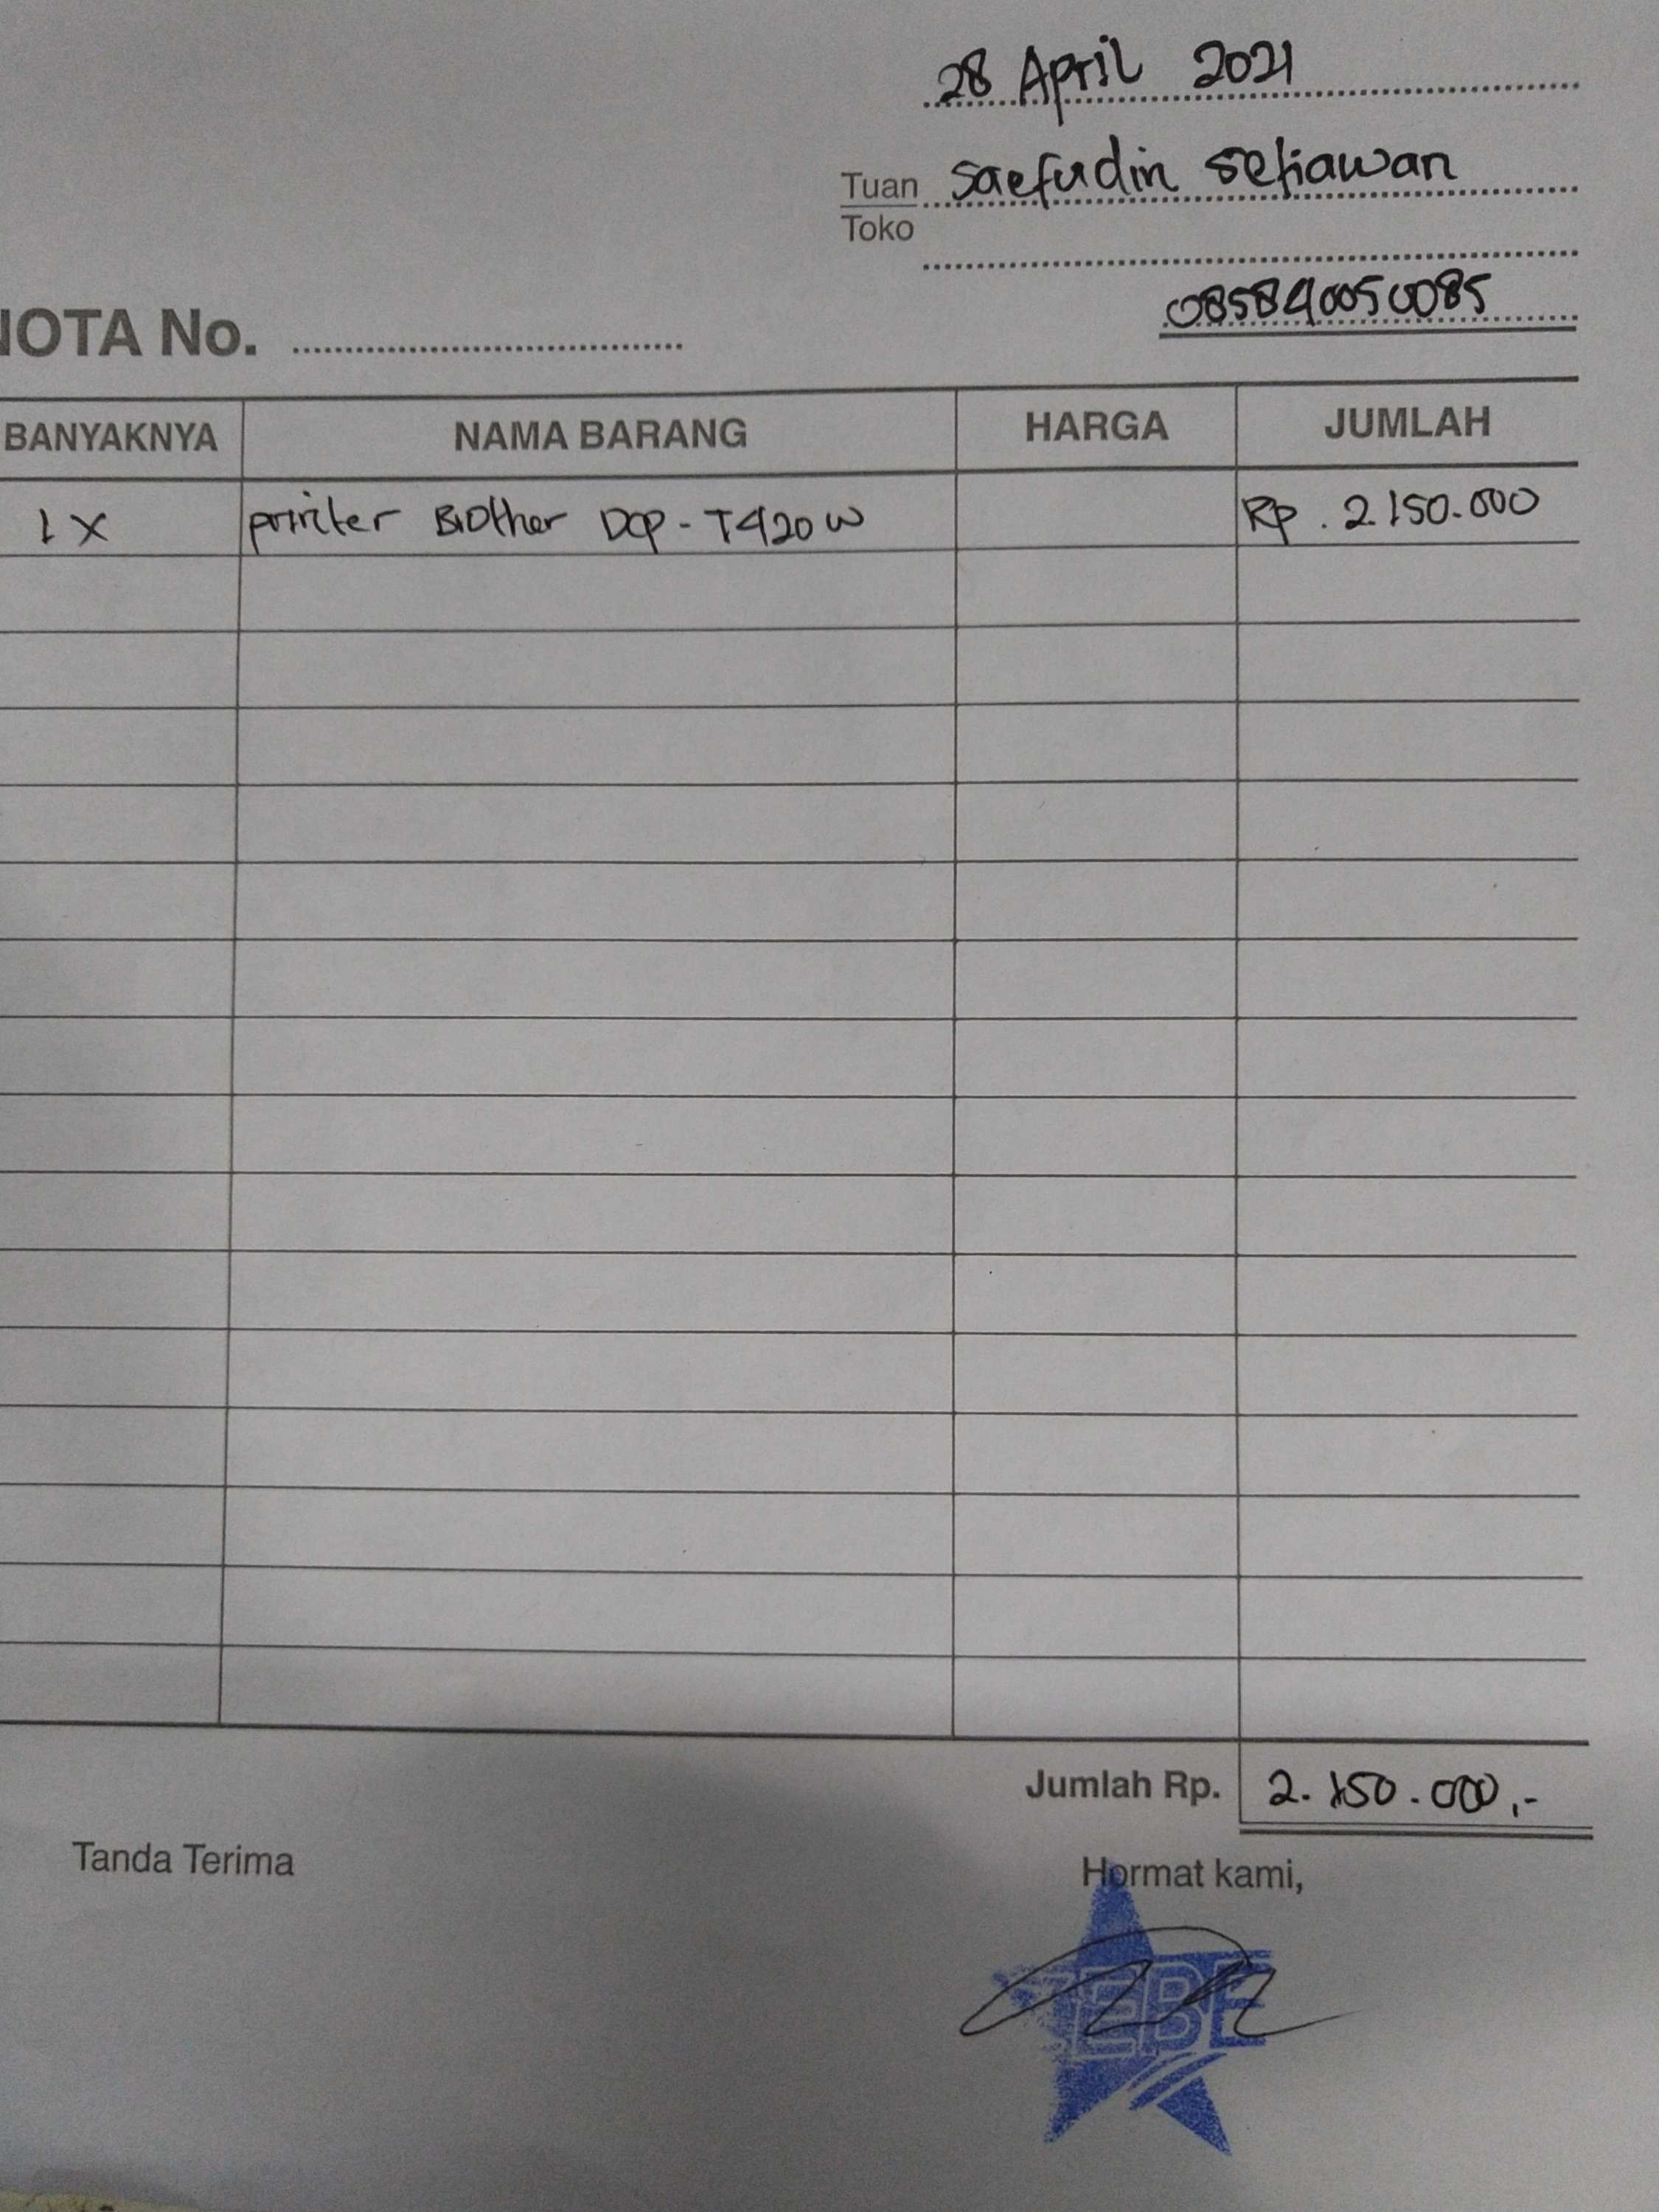 28 April 2021
Tuan Saefudin Setiawan
Toko
085840050085
NOTA No.
BANYAKNYA NAMA BARANG HARGA JUMLAH
1 X printer Brother DCP-T420W Rp. 2.150.000
Jumlah Rp. 2.150.000,-
Tanda Terima Hormat kami,